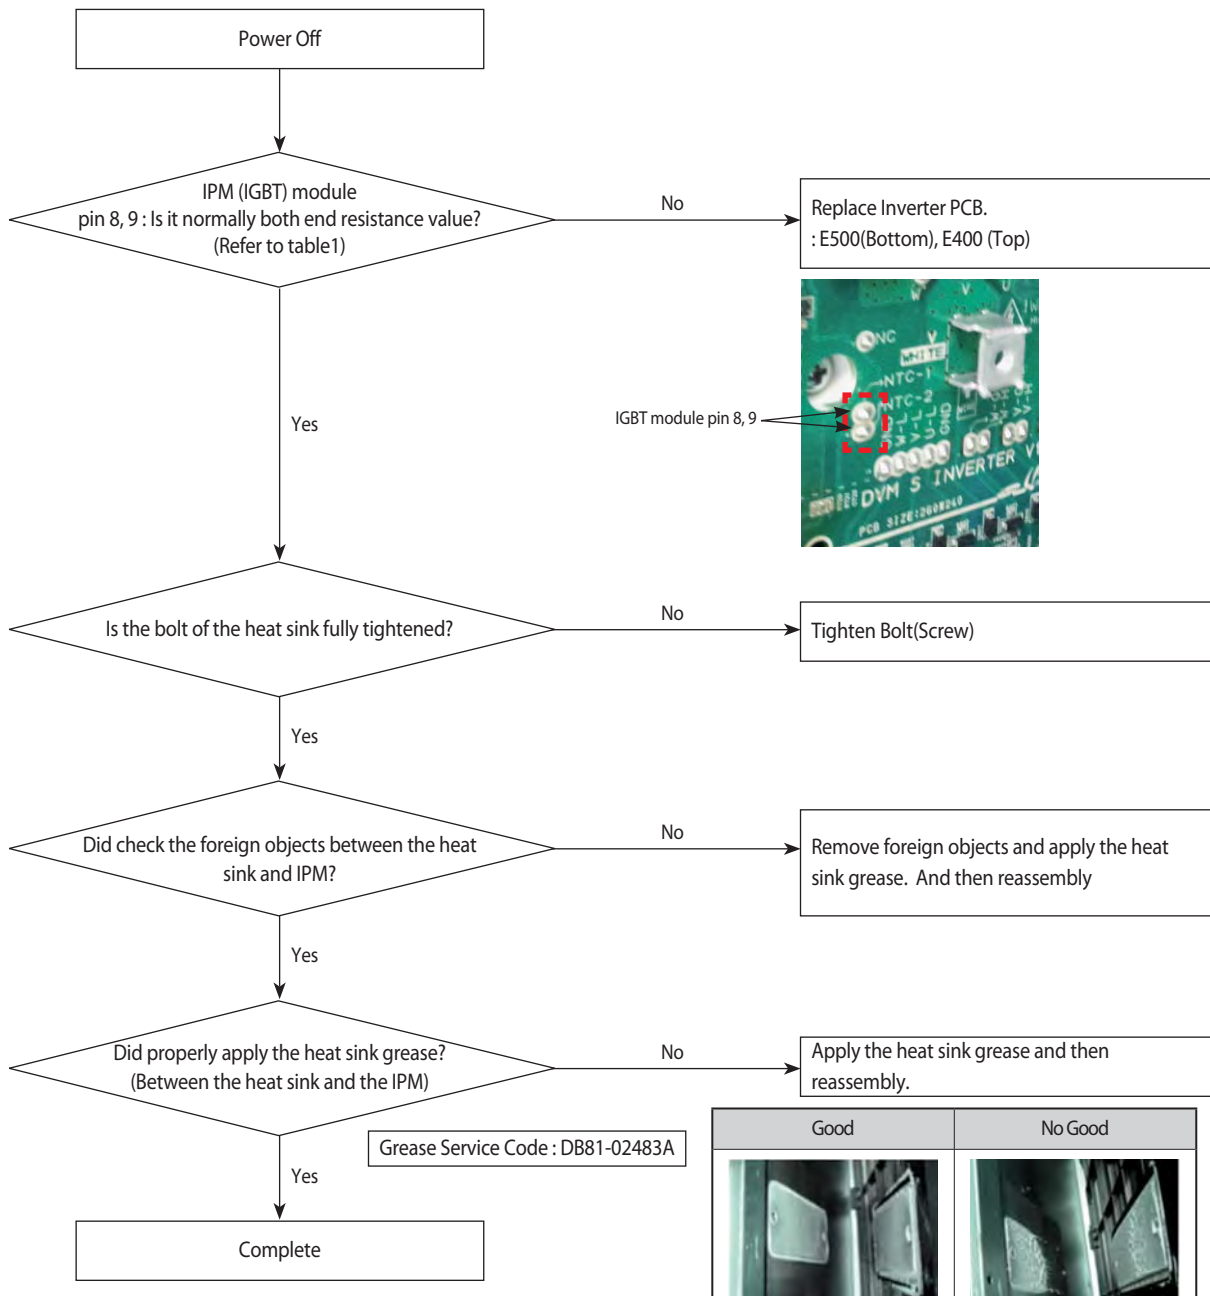 Power Off
IPM (IGBT) module
pin 8, 9 : Is it normally both end resistance value?
(Refer to table1)
No
Replace Inverter PCB.
: E500(Bottom), E400 (Top)
Yes
IGBT module pin 8, 9
NC
WHITE
NTC-1
NTC-2
W-L
V-L
U-L
GND
DVM S INVERTER
PCB SIZE:260X240
Is the bolt of the heat sink fully tightened?
No
Tighten Bolt(Screw)
Yes
Did check the foreign objects between the heat
sink and IPM?
No
Remove foreign objects and apply the heat
sink grease. And then reassembly
Yes
Did properly apply the heat sink grease?
(Between the heat sink and the IPM)
No
Apply the heat sink grease and then
reassembly.
Grease Service Code : DB81-02483A
Good
No Good
Yes
Complete